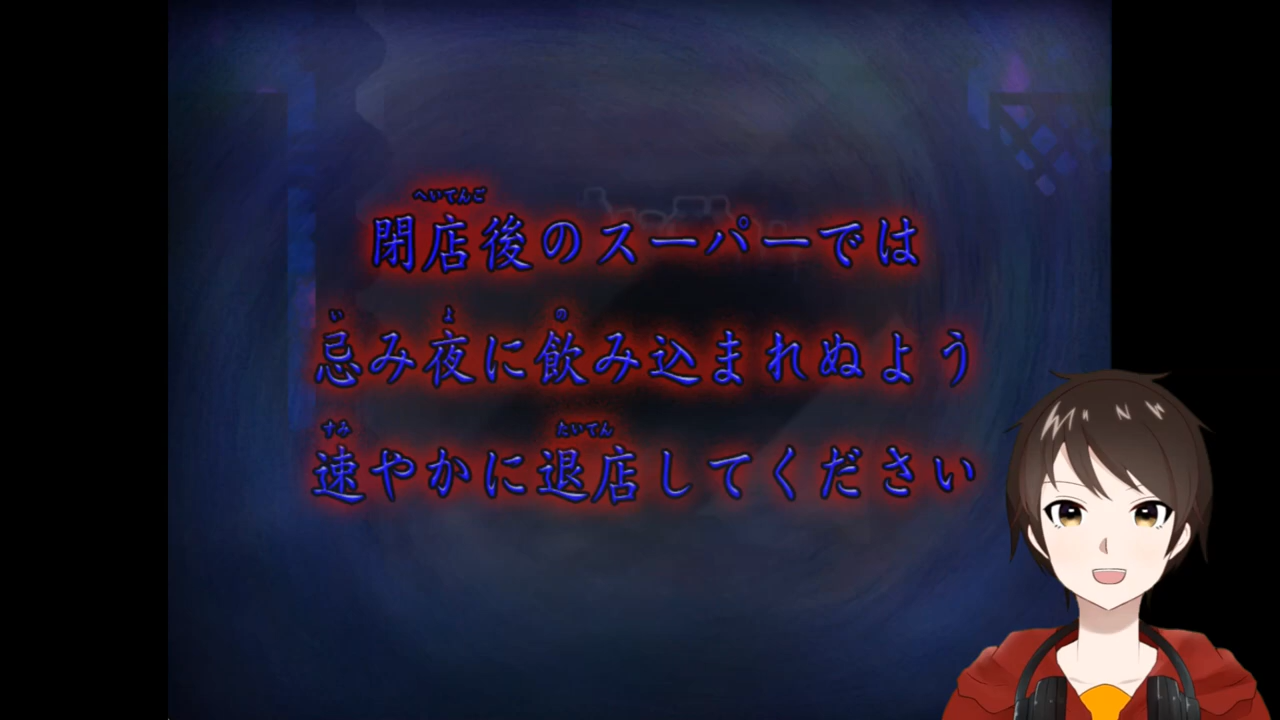 閉店後のスーパーでは
忌み夜に飲み込まれぬよう
速やかに退店してください